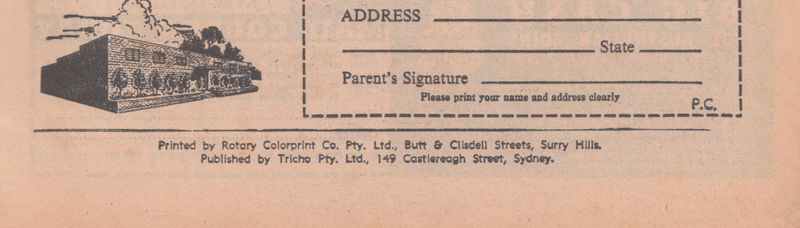 ADDRESS
State
Parent's Signature
Please print your name and address clearly
P.C.
Printed by Rotary Colorprint Co. Pty. Ltd., Butt & Clisdell Streets, Surry Hills.
Published by Tricho Pty. Ltd., 149 Castlereagh Street, Sydney.